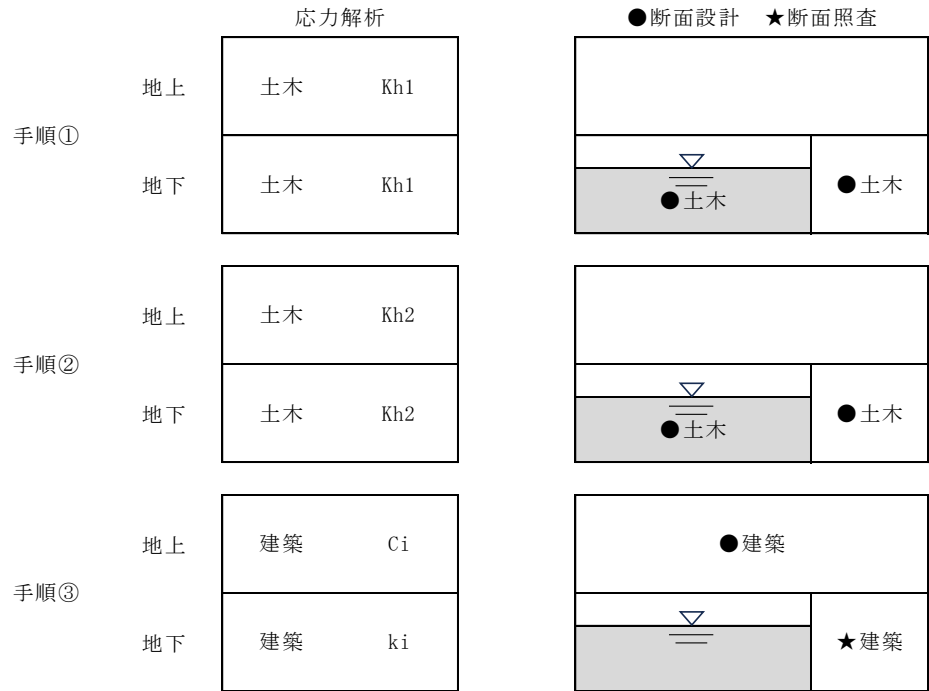 応力解析 ●断面設計 ★断面照査
地上 土木 Kh1
手順①
地下 土木 Kh1 ●土木 ●土木
地上 土木 Kh2
手順②
地下 土木 Kh2 ●土木 ●土木
地上 建築 Ci ●建築
手順③
地下 建築 ki ★建築